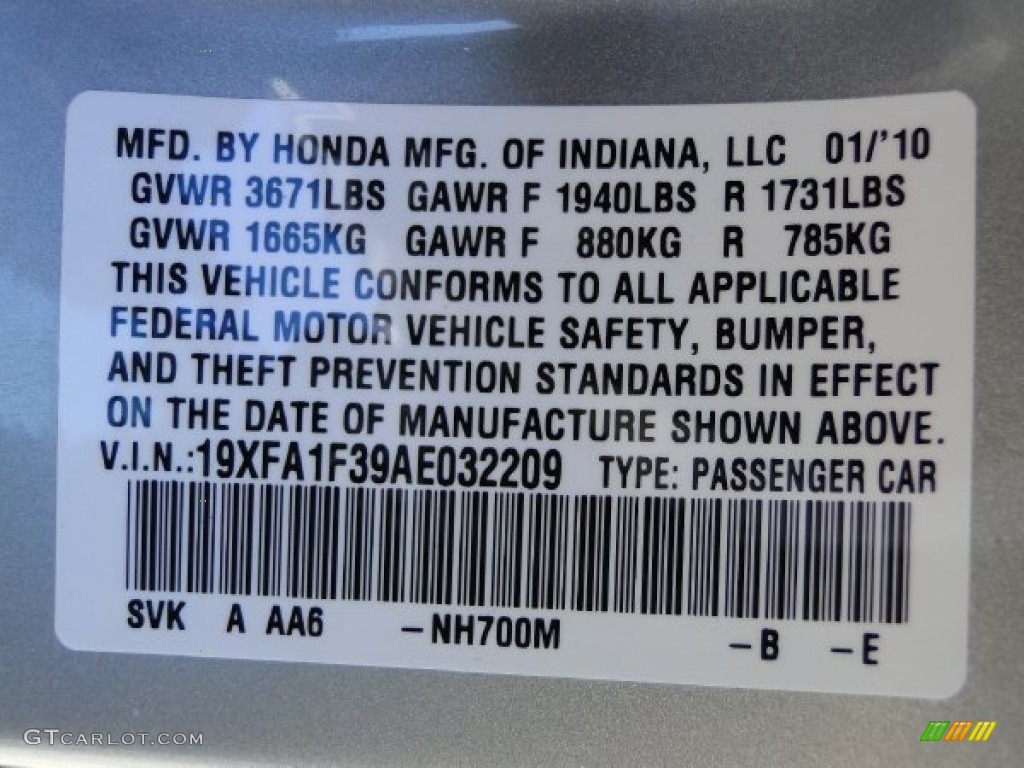 MFD. BY HONDA MFG. OF INDIANA, LLC 01/'10
GVWR 3671LBS GAWR F 1940LBS R 1731LBS
GVWR 1665KG GAWR F 880KG R 785KG
THIS VEHICLE CONFORMS TO ALL APPLICABLE
FEDERAL MOTOR VEHICLE SAFETY, BUMPER,
AND THEFT PREVENTION STANDARDS IN EFFECT
ON THE DATE OF MANUFACTURE SHOWN ABOVE.
V.I.N.:19XFA1F39AE032209 TYPE: PASSENGER CAR
SVK A AA6 –NH700M –B –E
GTCARLOT.COM